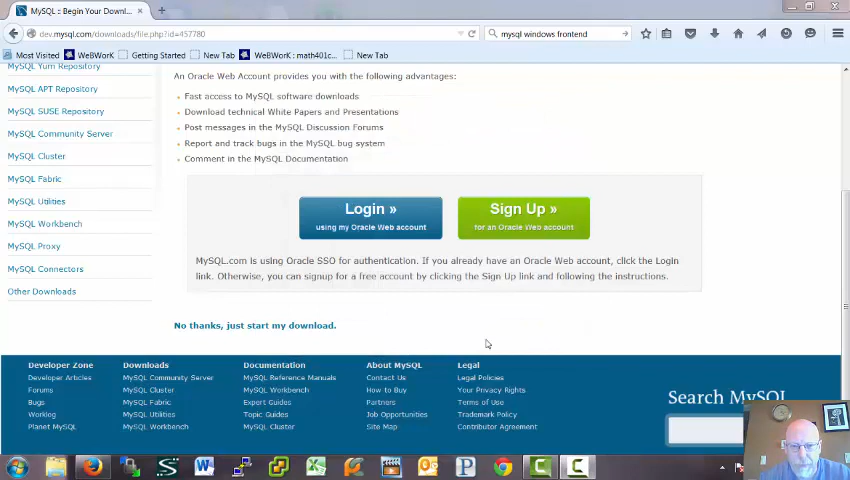 MySQL :: Begin Your Downl...
dev.mysql.com/downloads/file.php?id=457780
mysql windows frontend
Most Visited
WeBWorK
Getting Started
New Tab
WeBWorK : math401c...
New Tab
MySQL Yum Repository
MySQL APT Repository
MySQL SUSE Repository
MySQL Community Server
MySQL Cluster
MySQL Fabric
MySQL Utilities
MySQL Workbench
MySQL Proxy
MySQL Connectors
Other Downloads
An Oracle Web Account provides you with the following advantages:
Fast access to MySQL software downloads
Download technical White Papers and Presentations
Post messages in the MySQL Discussion Forums
Report and track bugs in the MySQL bug system
Comment in the MySQL Documentation
Login »
using my Oracle Web account
Sign Up »
for an Oracle Web account
MySQL.com is using Oracle SSO for authentication. If you already have an Oracle Web account, click the Login
link. Otherwise, you can signup for a free account by clicking the Sign Up link and following the instructions.
No thanks, just start my download.
Developer Zone
Developer Articles
Forums
Bugs
Worklog
Planet MySQL
Downloads
MySQL Community Server
MySQL Cluster
MySQL Fabric
MySQL Utilities
MySQL Workbench
Documentation
MySQL Reference Manuals
MySQL Workbench
Expert Guides
Topic Guides
MySQL Cluster
About MySQL
Contact Us
How to Buy
Partners
Job Opportunities
Site Map
Legal
Legal Policies
Your Privacy Rights
Terms of Use
Trademark Policy
Contributor Agreement
Search MySQL